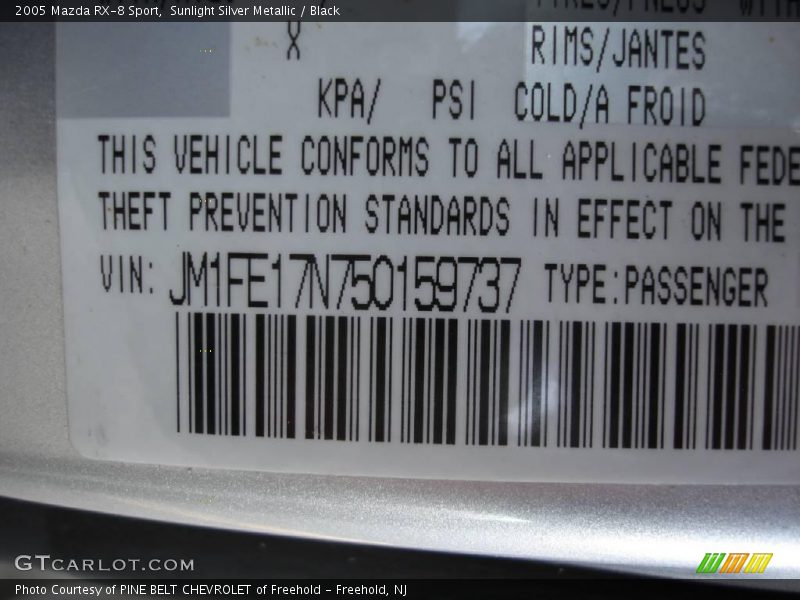 2005 Mazda RX-8 Sport,  Sunlight Silver Metallic / Black
X
RIMS/JANTES
KPA/ PSI COLD/A FROID
THIS VEHICLE CONFORMS TO ALL APPLICABLE FEDE
THEFT PREVENTION STANDARDS IN EFFECT ON THE
VIN: JM1FE17N750159737 TYPE:PASSENGER
GTCARLOT.COM
Photo Courtesy of PINE BELT CHEVROLET of Freehold - Freehold, NJ